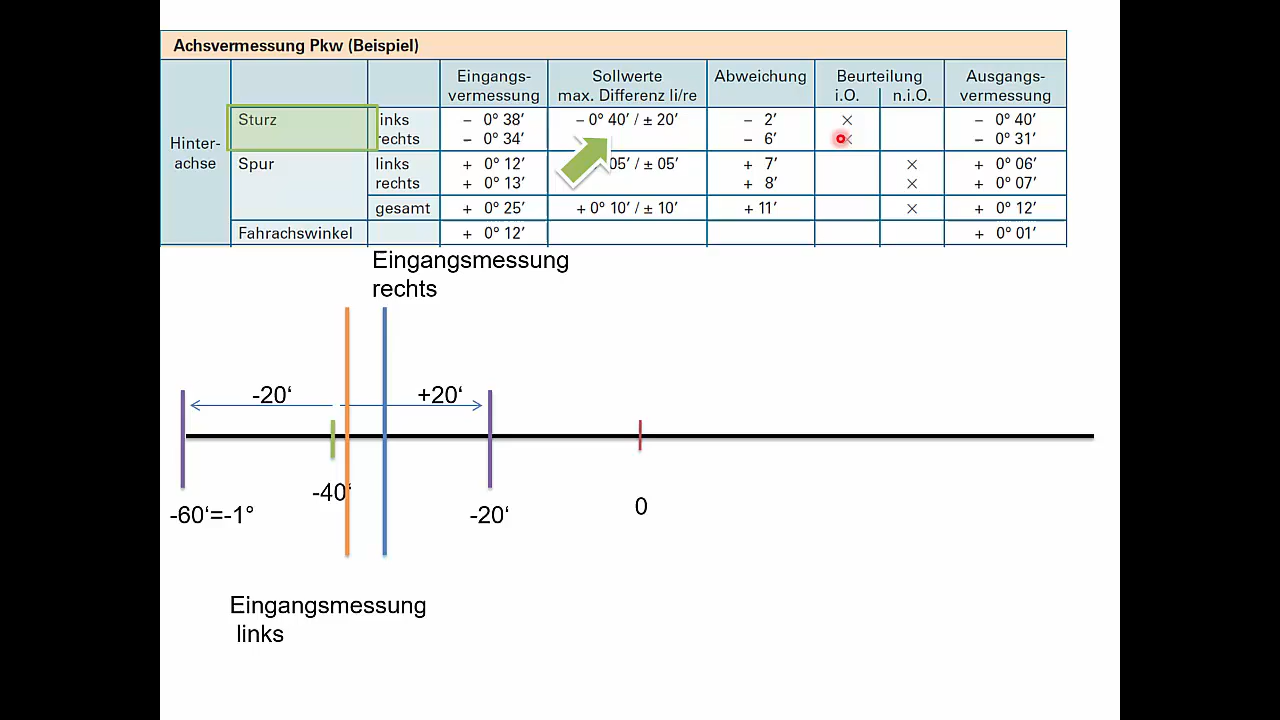 Achsvermessung Pkw (Beispiel)
Eingangs- Sollwerte Abweichung Beurteilung Ausgangs-
vermessung max. Differenz li/re i.O. n.i.O. vermessung
Hinter-
achse
Sturz links – 0° 38′ – 0° 40′ / ± 20′ – 2′ × – 0° 40′
rechts – 0° 34′ – 6′ – 0° 31′
Spur links + 0° 12′ 05′ / ± 05′ + 7′ × + 0° 06′
rechts + 0° 13′ + 8′ × + 0° 07′
gesamt + 0° 25′ + 0° 10′ / ± 10′ + 11′ × + 0° 12′
Fahrachswinkel + 0° 12′ + 0° 01′
Eingangsmessung
rechts
-20‘ +20‘
-40‘
-60‘=-1° -20‘ 0
Eingangsmessung
links